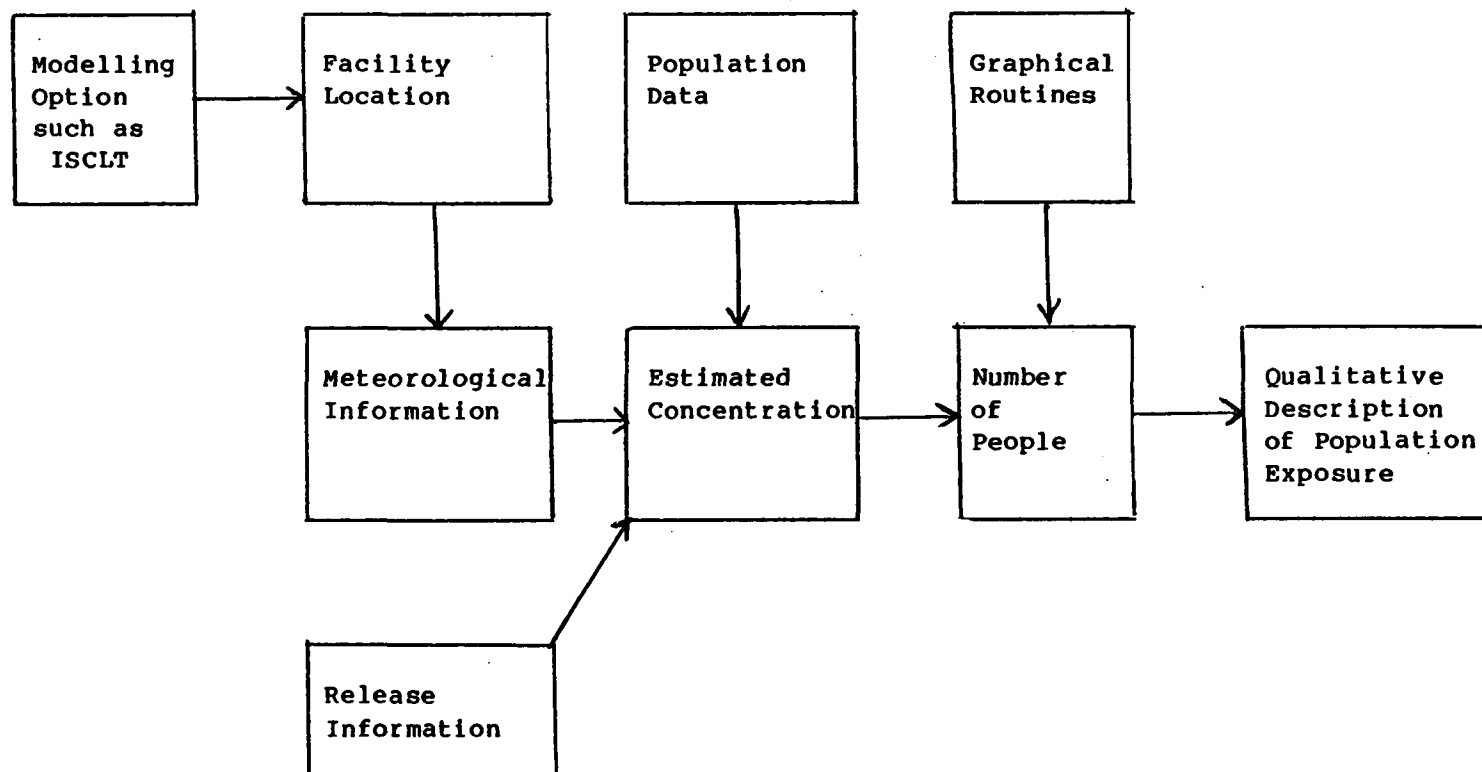 Modelling
Option
such as
ISCLT
Facility
Location
Population
Data
Graphical
Routines
Meteorological
Information
Estimated
Concentration
Number
of
People
Qualitative
Description
of Population
Exposure
Release
Information